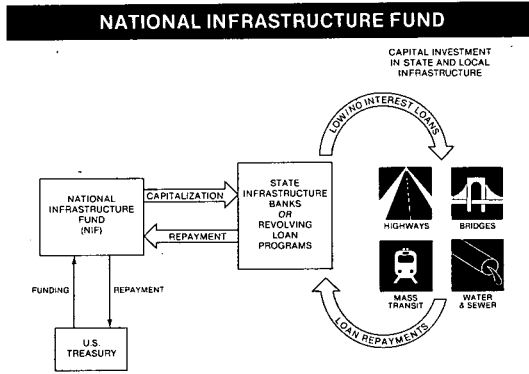 NATIONAL INFRASTRUCTURE FUND
CAPITAL INVESTMENT
IN STATE AND LOCAL
INFRASTRUCTURE
LOW/NO INTEREST LOANS
NATIONAL
INFRASTRUCTURE
FUND
(NIF)
CAPITALIZATION
REPAYMENT
STATE
INFRASTRUCTURE
BANKS
OR
REVOLVING
LOAN
PROGRAMS
HIGHWAYS
BRIDGES
MASS
TRANSIT
WATER
& SEWER
LOAN REPAYMENTS
FUNDING
REPAYMENT
U.S.
TREASURY